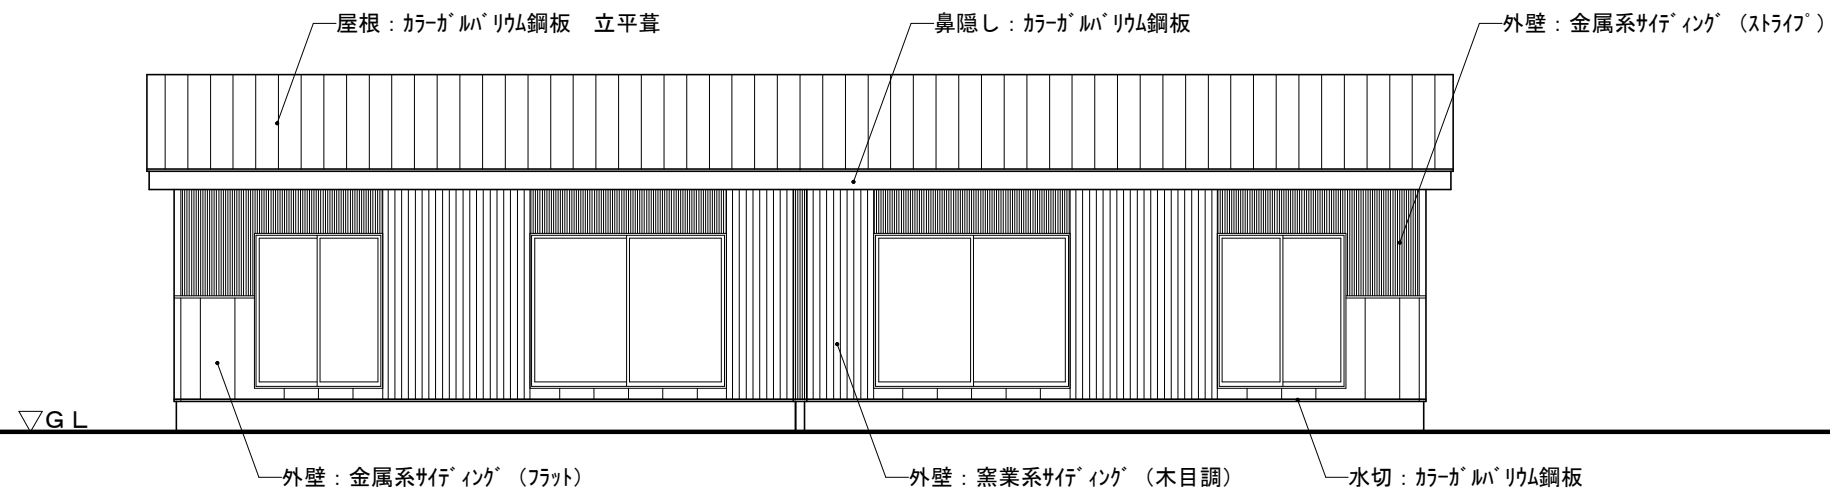 屋根：ｶﾗｰｶﾞﾙﾊﾞﾘｳﾑ鋼板　立平葺
鼻隠し：ｶﾗｰｶﾞﾙﾊﾞﾘｳﾑ鋼板
外壁：金属系ｻｲﾃﾞｨﾝｸﾞ（ｽﾄﾗｲﾌﾟ）
▽ＧＬ
外壁：金属系ｻｲﾃﾞｨﾝｸﾞ（ﾌﾗｯﾄ）
外壁：窯業系ｻｲﾃﾞｨﾝｸﾞ（木目調）
水切：ｶﾗｰｶﾞﾙﾊﾞﾘｳﾑ鋼板